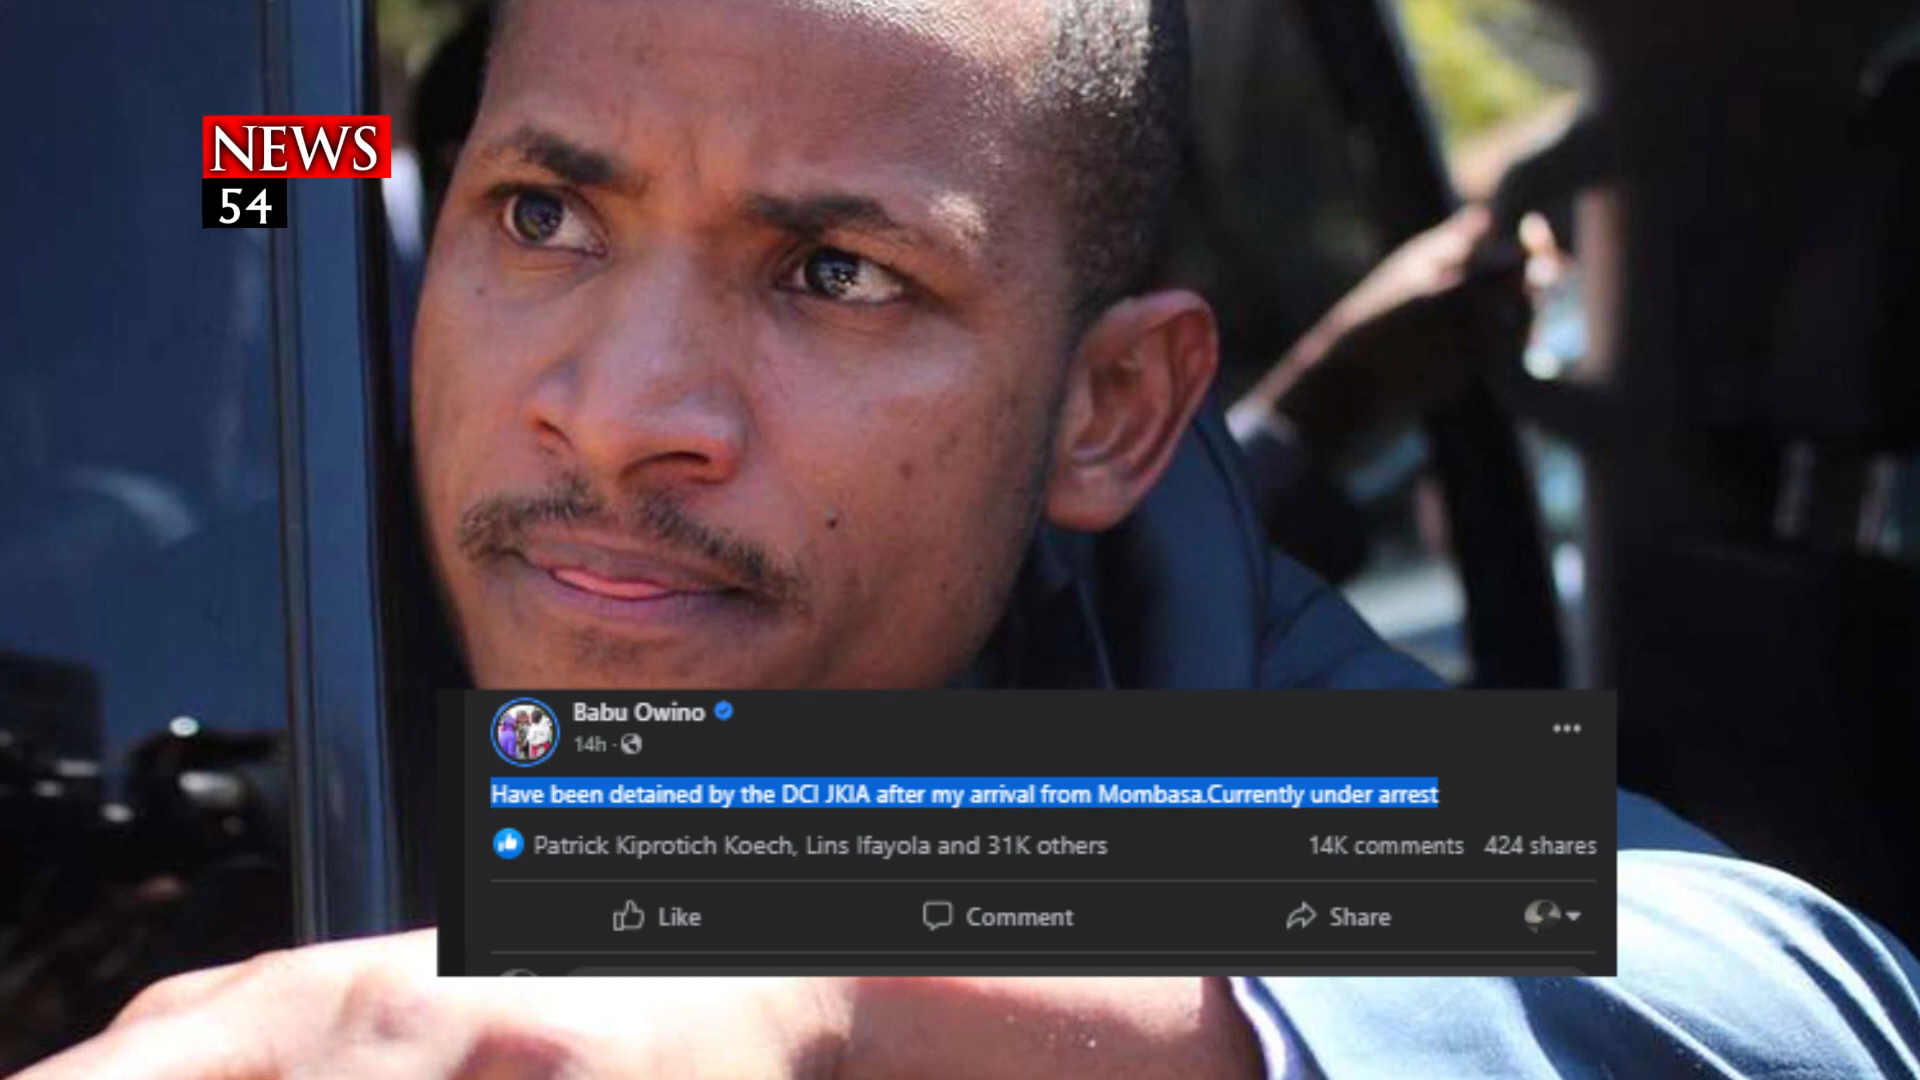 NEWS
54
Babu Owino
14h ·
Have been detained by the DCI JKIA after my arrival from Mombasa.Currently under arrest
Patrick Kiprotich Koech, Lins Ifayola and 31K others 14K comments 424 shares
Like Comment Share